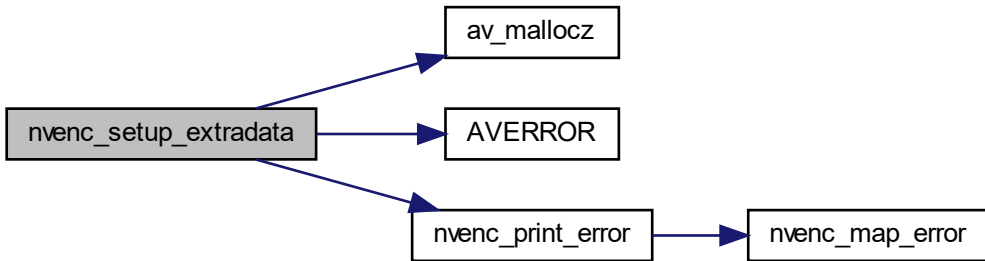 av_mallocz
nvenc_setup_extradata
AVERROR
nvenc_print_error
nvenc_map_error